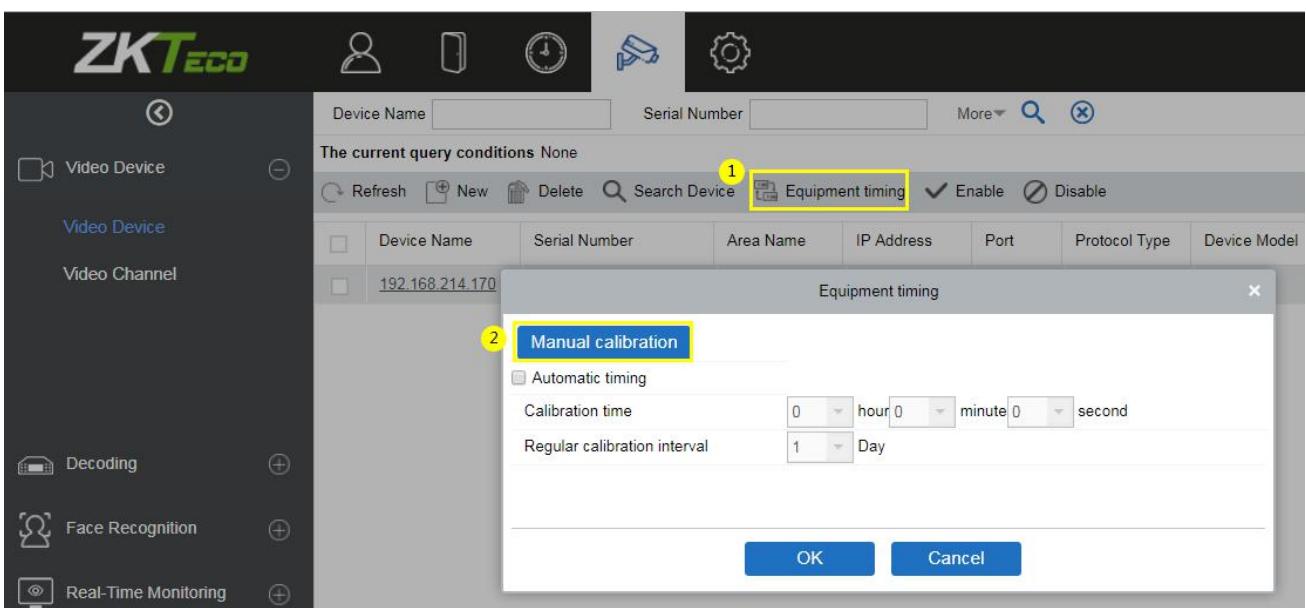 ZKTECO
Device Name Serial Number More
Video Device
The current query conditions None
1
Refresh New Delete Search Device Equipment timing Enable Disable
Video Device
Device Name Serial Number Area Name IP Address Port Protocol Type Device Model
Video Channel
192.168.214.170
Equipment timing
2
Manual calibration
Automatic timing
Calibration time 0 hour 0 minute 0 second
Regular calibration interval 1 Day
Decoding
Face Recognition
OK Cancel
Real-Time Monitoring